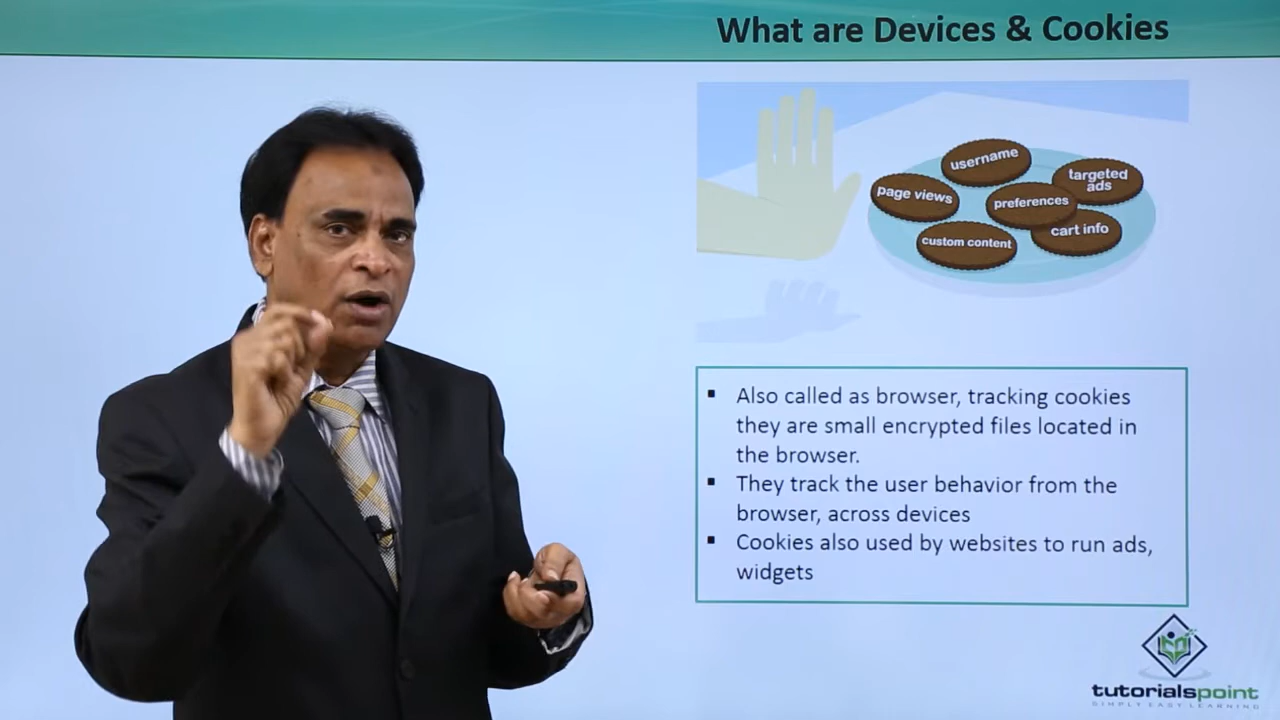 What are Devices & Cookies
username
targeted
ads
page views
preferences
cart info
custom content
▪ Also called as browser, tracking cookies
they are small encrypted files located in
the browser.
▪ They track the user behavior from the
browser, across devices
▪ Cookies also used by websites to run ads,
widgets
tutorialspoint
SIMPLY EASY LEARNING